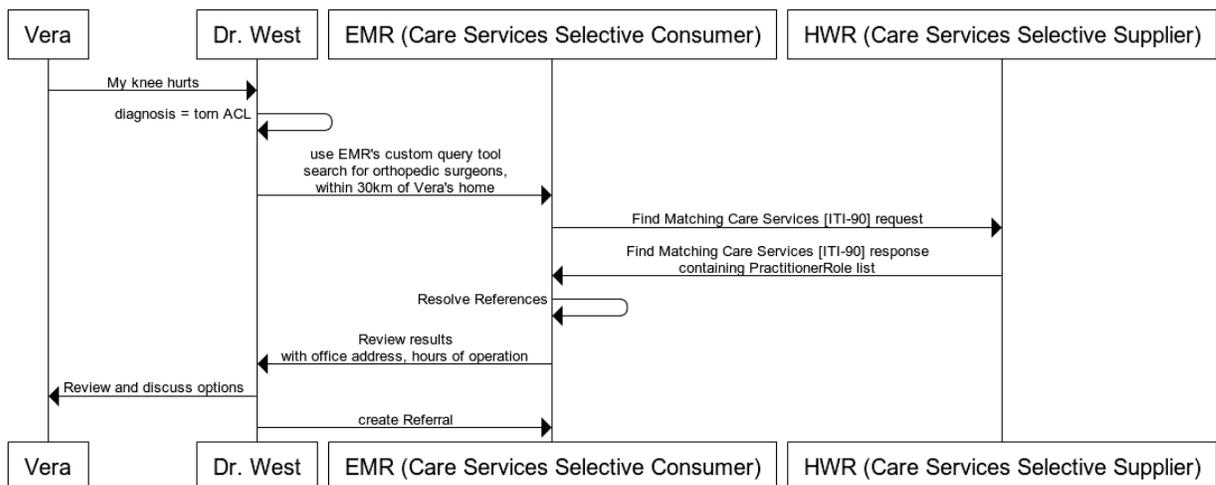 Vera
Dr. West
EMR (Care Services Selective Consumer)
HWR (Care Services Selective Supplier)
My knee hurts
diagnosis = torn ACL
use EMR's custom query tool
search for orthopedic surgeons,
within 30km of Vera's home
Find Matching Care Services [ITI-90] request
Find Matching Care Services [ITI-90] response
containing PractitionerRole list
Resolve References
Review results
with office address, hours of operation
Review and discuss options
create Referral
Vera
Dr. West
EMR (Care Services Selective Consumer)
HWR (Care Services Selective Supplier)